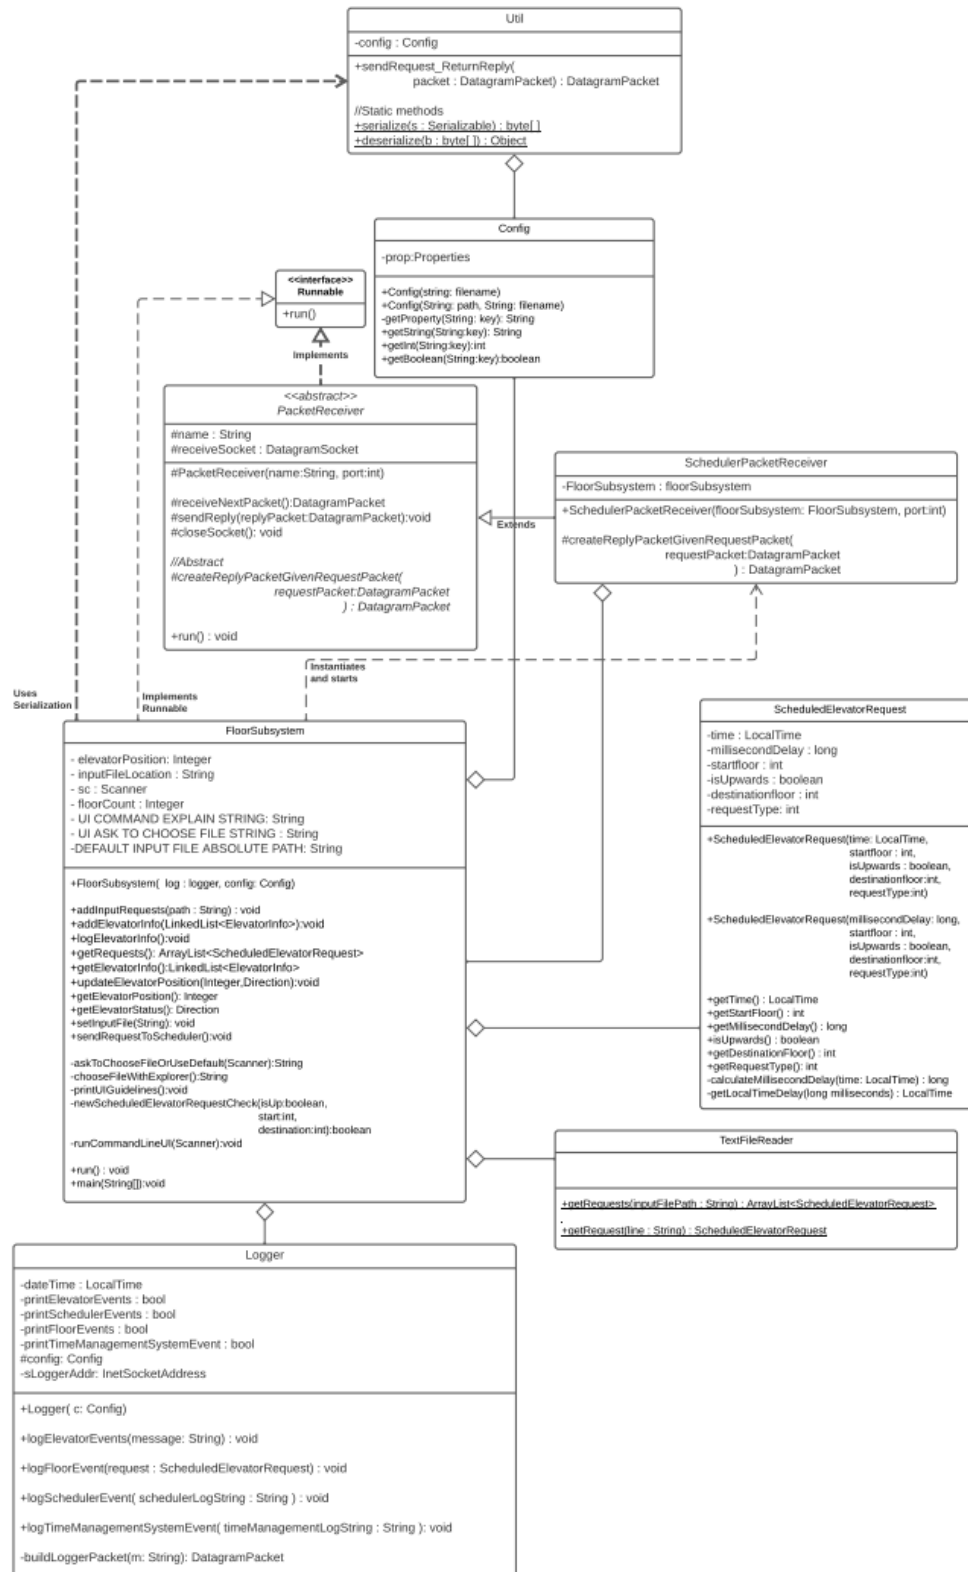 Util
-config : Config
+sendRequest_ReturnReply(
packet : DatagramPacket) : DatagramPacket
//Static methods
+serialize(s : Serializable) : byte[ ]
+deserialize(b : byte[ ]) : Object
Config
-prop:Properties
+Config(string: filename)
+Config(String: path, String: filename)
-getProperty(String: key): String
+getString(String:key): String
+getInt(String:key):int
+getBoolean(String:key):boolean
<<interface>>
Runnable
+run()
Implements
<<abstract>>
PacketReceiver
#name : String
#receiveSocket : DatagramSocket
#PacketReceiver(name:String, port:int)
#receiveNextPacket():DatagramPacket
#sendReply(replyPacket:DatagramPacket):void
#closeSocket(): void
//Abstract
#createReplyPacketGivenRequestPacket(
requestPacket:DatagramPacket
) : DatagramPacket
+run() : void
Extends
SchedulerPacketReceiver
-FloorSubsystem : floorSubsystem
+SchedulerPacketReceiver(floorSubsystem: FloorSubsystem, port:int)
#createReplyPacketGivenRequestPacket(
requestPacket:DatagramPacket
) : DatagramPacket
Uses
Serialization
Implements
Runnable
Instantiates
and starts
FloorSubsystem
- elevatorPosition: Integer
- inputFileLocation : String
- sc : Scanner
- floorCount : Integer
- UI COMMAND EXPLAIN STRING: String
- UI ASK TO CHOOSE FILE STRING : String
-DEFAULT INPUT FILE ABSOLUTE PATH: String
+FloorSubsystem( log : logger, config: Config)
+addInputRequests(path : String) : void
+addElevatorInfo(LinkedList<ElevatorInfo>):void
+logElevatorInfo():void
+getRequests(): ArrayList<ScheduledElevatorRequest>
+getElevatorInfo():LinkedList<ElevatorInfo>
+updateElevatorPosition(Integer,Direction):void
+getElevatorPosition(): Integer
+getElevatorStatus(): Direction
+setInputFile(String): void
+sendRequestToScheduler():void
-askToChooseFileOrUseDefault(Scanner):String
-chooseFileWithExplorer():String
-printUIGuidelines():void
-newScheduledElevatorRequestCheck(isUp:boolean,
start:int,
destination:int):boolean
-runCommandLineUI(Scanner):void
+run() : void
+main(String[]):void
ScheduledElevatorRequest
-time : LocalTime
-millisecondDelay : long
-startfloor : int
-isUpwards : boolean
-destinationfloor : int
-requestType: int
+ScheduledElevatorRequest(time: LocalTime,
startfloor : int,
isUpwards : boolean,
destinationfloor:int,
requestType:int)
+ScheduledElevatorRequest(millisecondDelay: long,
startfloor : int,
isUpwards : boolean,
destinationfloor:int,
requestType:int)
+getTime() : LocalTime
+getStartFloor() : int
+getMillisecondDelay() : long
+isUpwards() : boolean
+getDestinationFloor() : int
+getRequestType(): int
-calculateMillisecondDelay(time: LocalTime) : long
-getLocalTimeDelay(long milliseconds) : LocalTime
TextFileReader
+getRequests(inputFilePath : String) : ArrayList<ScheduledElevatorRequest>
.
+getRequest(line : String) : ScheduledElevatorRequest
Logger
-dateTime : LocalTime
-printElevatorEvents : bool
-printSchedulerEvents : bool
-printFloorEvents : bool
-printTimeManagementSystemEvent : bool
#config: Config
-sLoggerAddr: InetSocketAddress
+Logger( c: Config)
+logElevatorEvents(message: String) : void
+logFloorEvent(request : ScheduledElevatorRequest) : void
+logSchedulerEvent( schedulerLogString : String ) : void
+logTimeManagementSystemEvent( timeManagementLogString : String ): void
-buildLoggerPacket(m: String): DatagramPacket